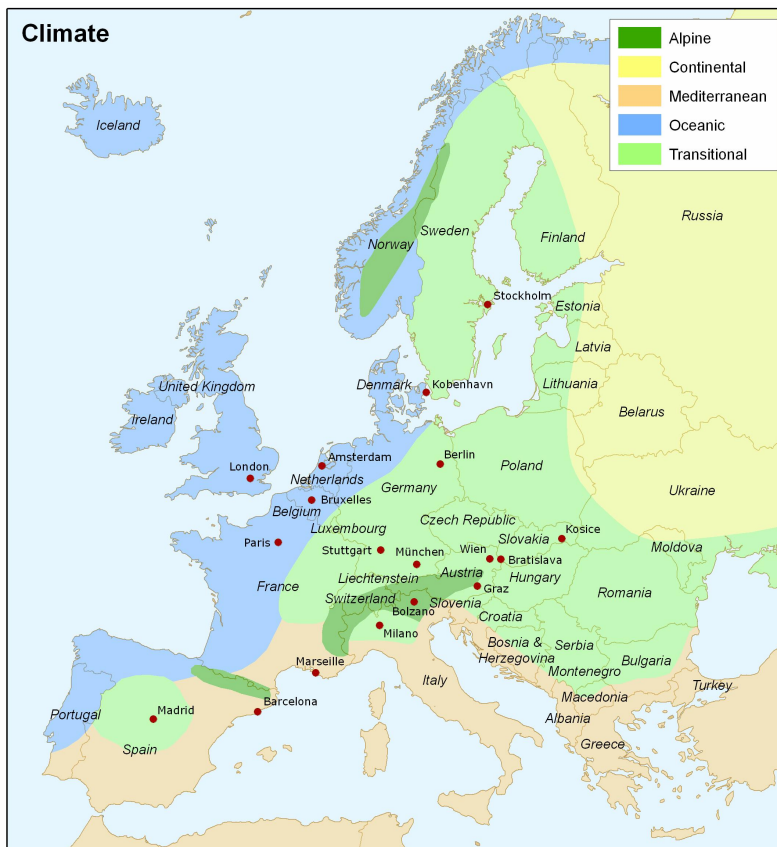 Climate
Alpine
Continental
Mediterranean
Oceanic
Transitional
Iceland
Russia
Norway
Sweden
Finland
Stockholm
Estonia
Latvia
United Kingdom
Denmark
Kobenhavn
Lithuania
Ireland
Belarus
London
Amsterdam
Berlin
Poland
Netherlands
Germany
Ukraine
Bruxelles
Belgium
Luxembourg
Czech Republic
Kosice
Paris
Slovakia
Stuttgart
München
Wien
Bratislava
Moldova
Liechtenstein
Austria
Hungary
France
Graz
Switzerland
Romania
Bolzano
Slovenia
Croatia
Milano
Bosnia &
Herzegovina
Serbia
Marseille
Montenegro
Bulgaria
Italy
Turkey
Macedonia
Barcelona
Portugal
Madrid
Albania
Spain
Greece